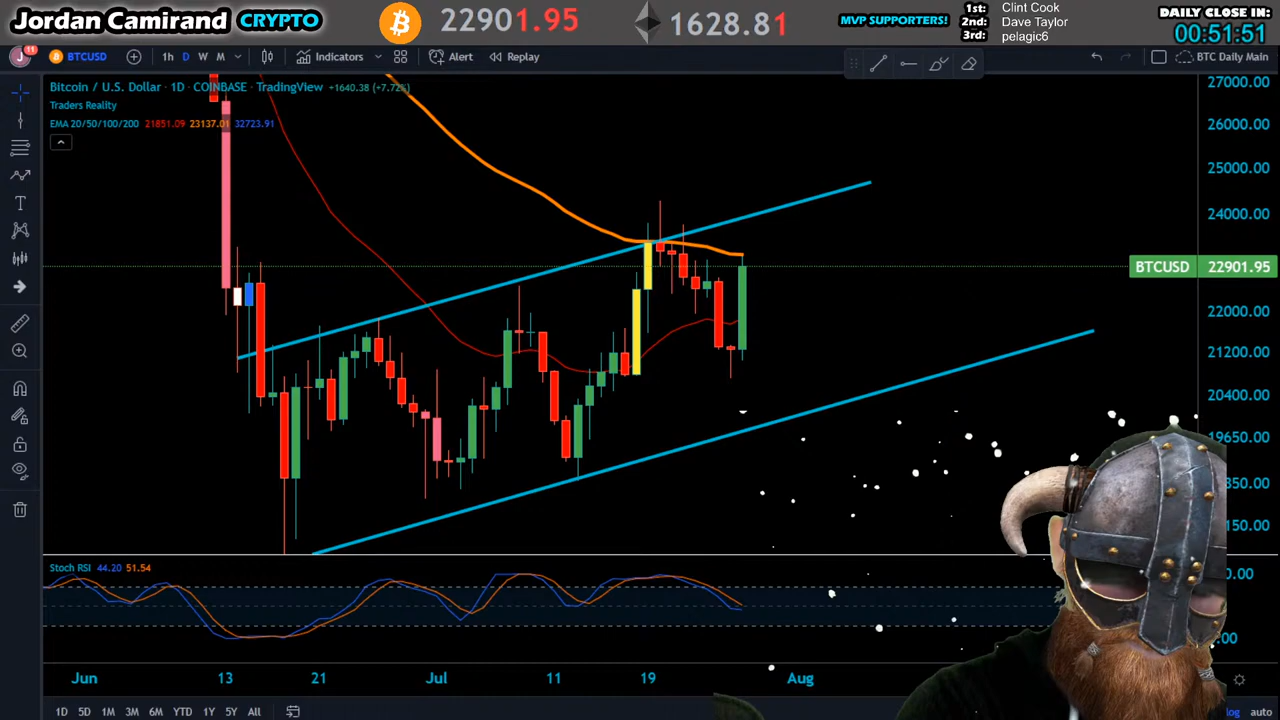 Jordan Camirand CRYPTO
22901.95
1628.81
MVP SUPPORTERS!
1st: Clint Cook
2nd: Dave Taylor
3rd: pelagic6
DAILY CLOSE IN:
00:51:51
J 11
BTCUSD
1h D W M
Indicators
Alert
Replay
BTC Daily Main
Bitcoin / U.S. Dollar · 1D · COINBASE · TradingView +1640.38 (+7.72%)
Traders Reality
EMA 20/50/100/200 21851.09 23137.01 32723.91
27000.00
26000.00
25000.00
24000.00
BTCUSD 22901.95
22000.00
21200.00
20400.00
19650.00
350.00
150.00
Stoch RSI 44.20 51.54
Jun 13 21 Jul 11 19 Aug
1D 5D 1M 3M 6M YTD 1Y 5Y All
log auto